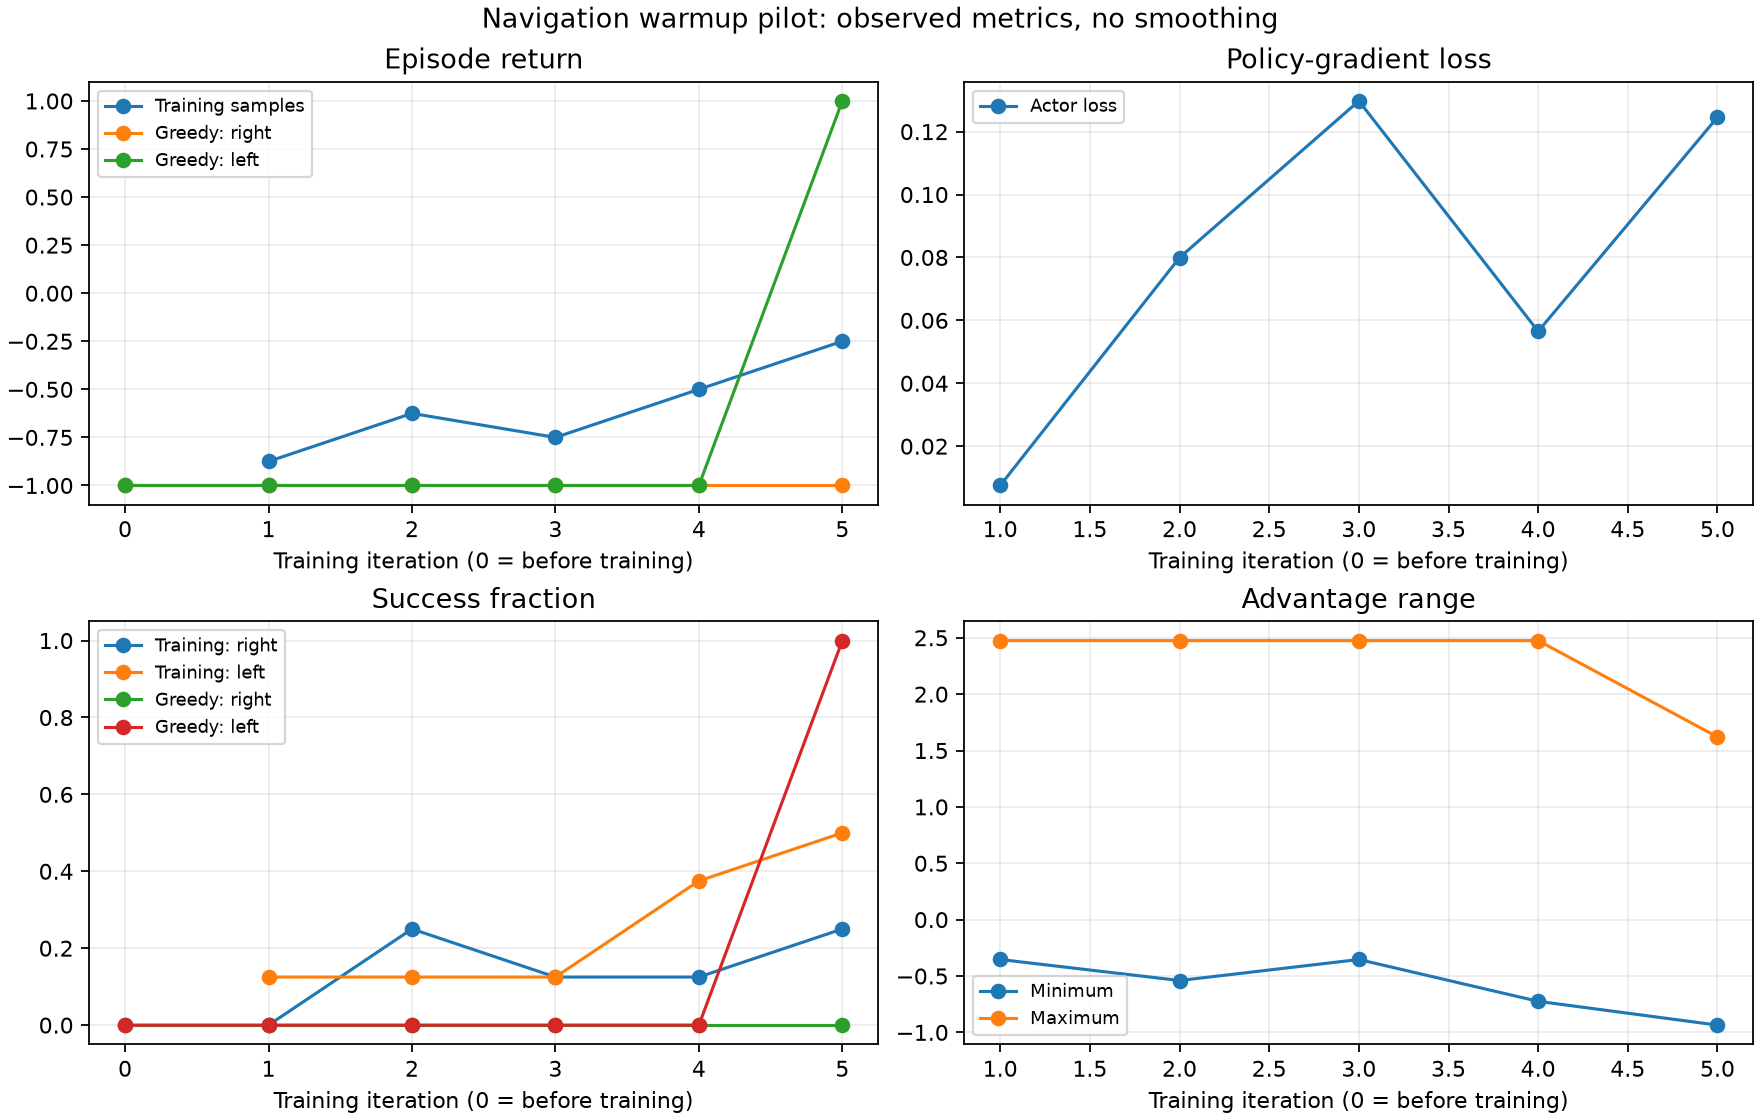 Navigation warmup pilot: observed metrics, no smoothing
Episode return
Training samples
Greedy: right
Greedy: left
1.00
0.75
0.50
0.25
0.00
−0.25
−0.50
−0.75
−1.00
0 1 2 3 4 5
Training iteration (0 = before training)
Policy-gradient loss
Actor loss
0.12
0.10
0.08
0.06
0.04
0.02
1.0 1.5 2.0 2.5 3.0 3.5 4.0 4.5 5.0
Training iteration (0 = before training)
Success fraction
Training: right
Training: left
Greedy: right
Greedy: left
1.0
0.8
0.6
0.4
0.2
0.0
0 1 2 3 4 5
Training iteration (0 = before training)
Advantage range
2.5
2.0
1.5
1.0
0.5
0.0
−0.5
−1.0
Minimum
Maximum
1.0 1.5 2.0 2.5 3.0 3.5 4.0 4.5 5.0
Training iteration (0 = before training)